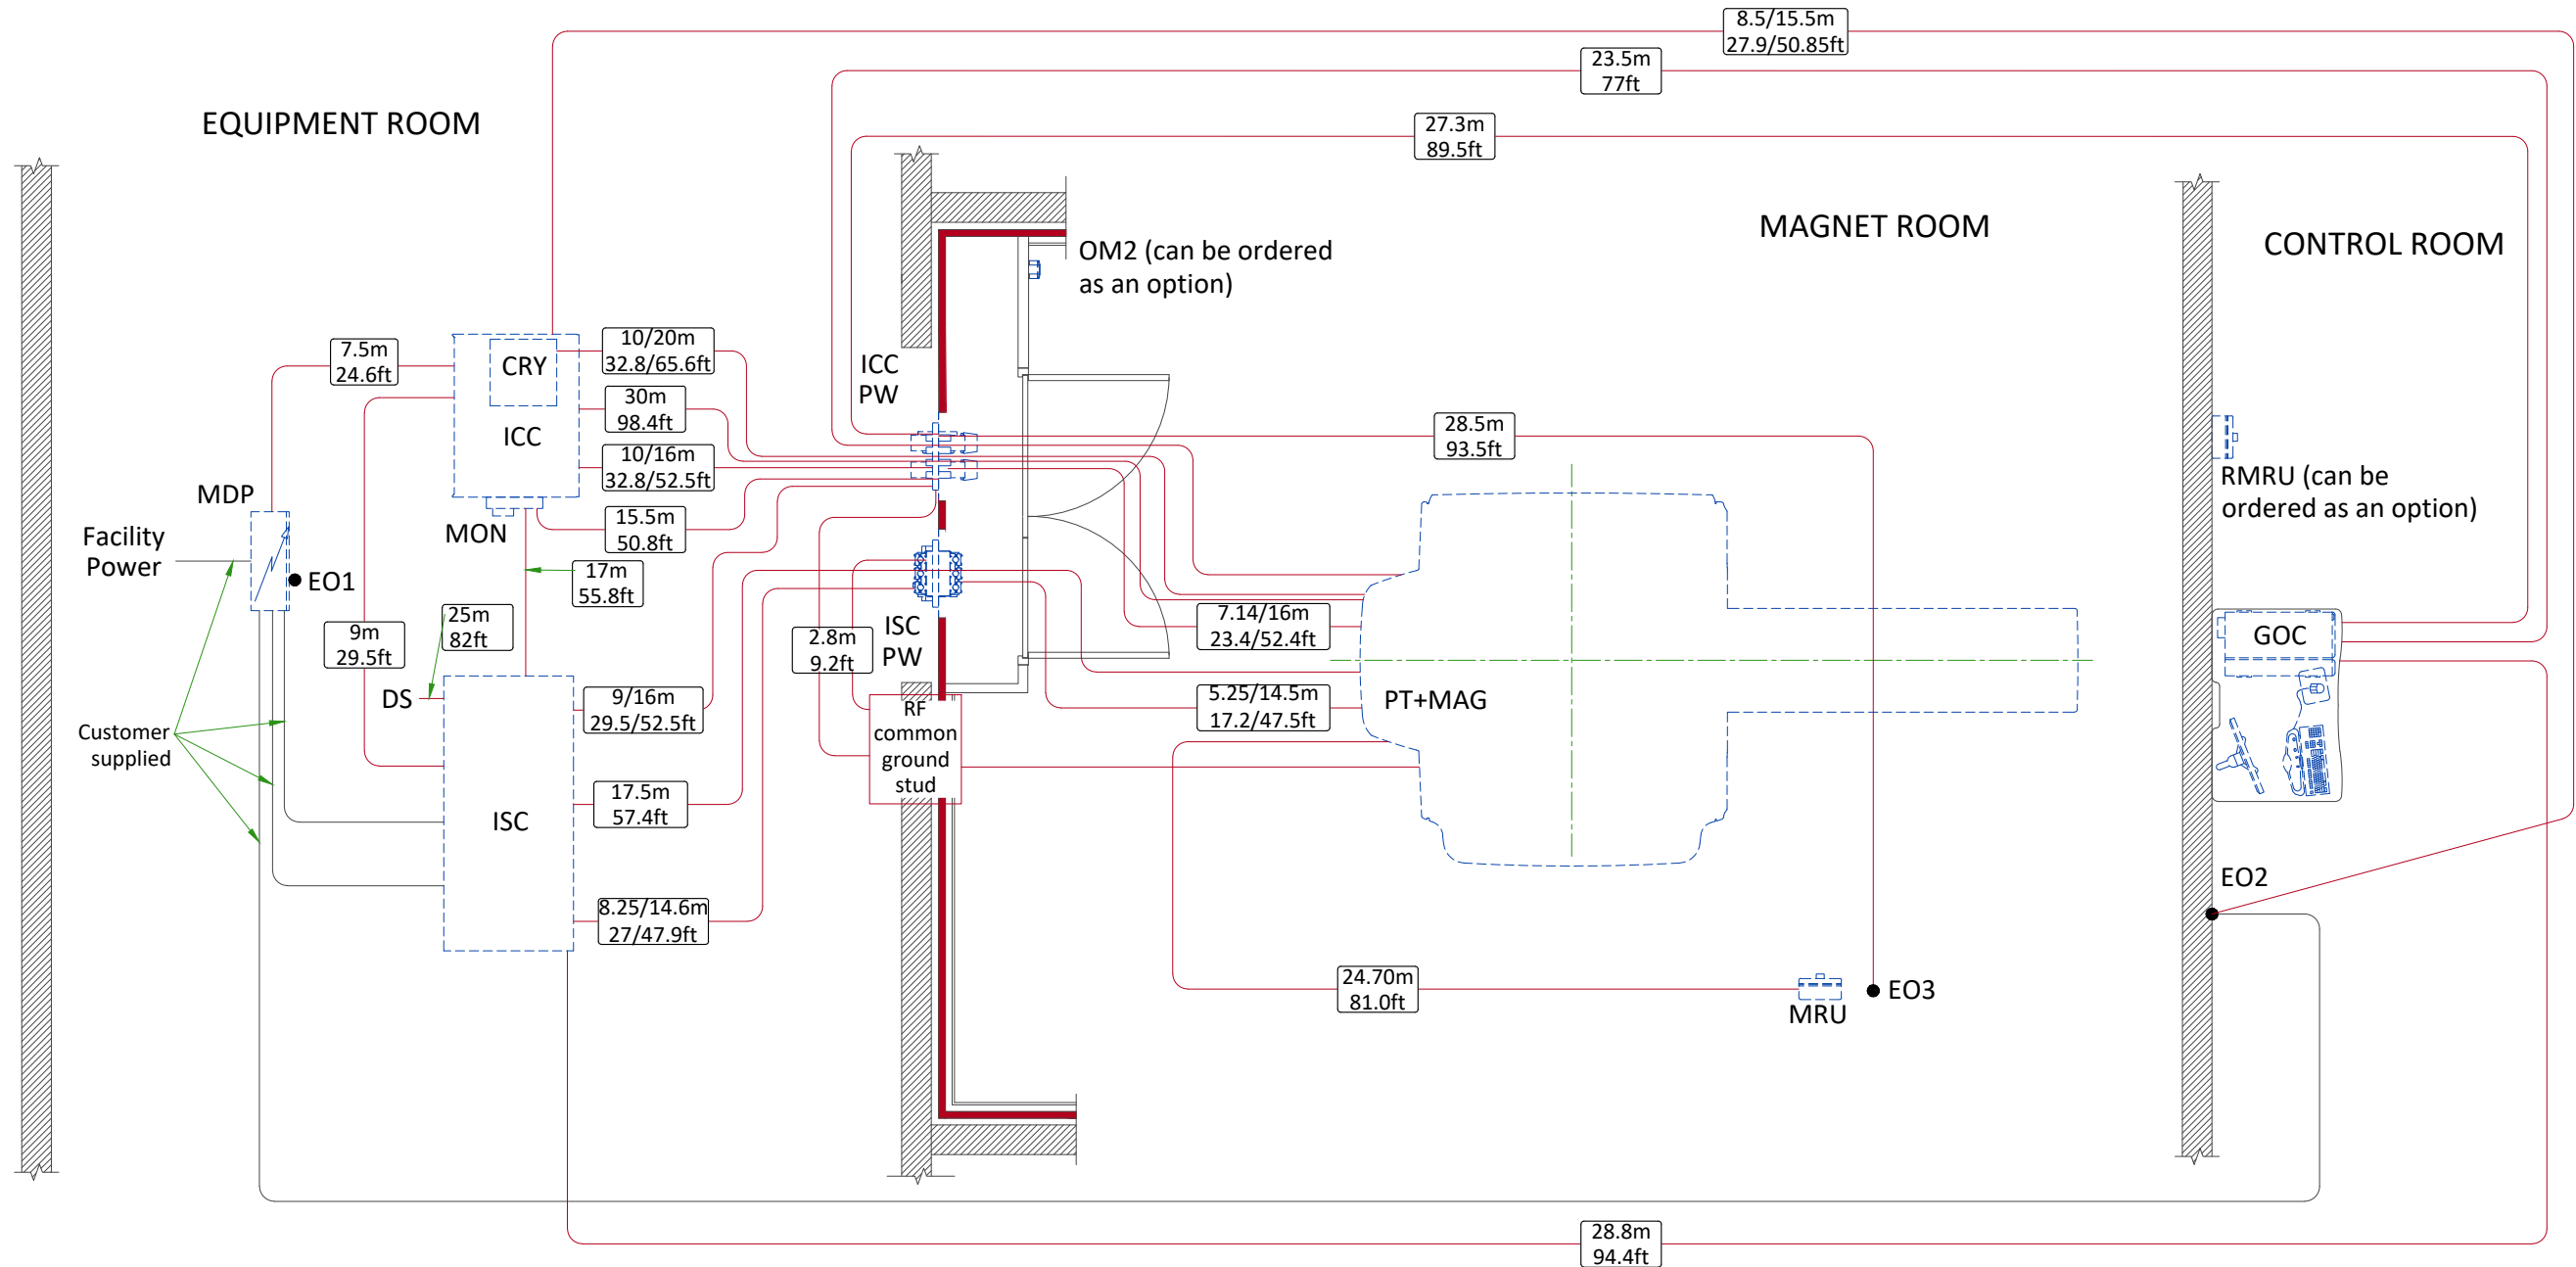 8.5/15.5m
27.9/50.85ft
23.5m
77ft
EQUIPMENT ROOM
27.3m
89.5ft
MAGNET ROOM
CONTROL ROOM
OM2 (can be ordered
as an option)
7.5m
24.6ft
CRY
10/20m
32.8/65.6ft
ICC
PW
30m
98.4ft
ICC
28.5m
93.5ft
10/16m
32.8/52.5ft
MDP
RMRU (can be
ordered as an option)
15.5m
50.8ft
MON
Facility
Power
EO1
17m
55.8ft
25m
82ft
9m
29.5ft
ISC
PW
2.8m
9.2ft
7.14/16m
23.4/52.4ft
GOC
DS
9/16m
29.5/52.5ft
5.25/14.5m
17.2/47.5ft
PT+MAG
RF
common
ground
stud
Customer
supplied
17.5m
57.4ft
ISC
EO2
8.25/14.6m
27/47.9ft
24.70m
81.0ft
EO3
MRU
28.8m
94.4ft